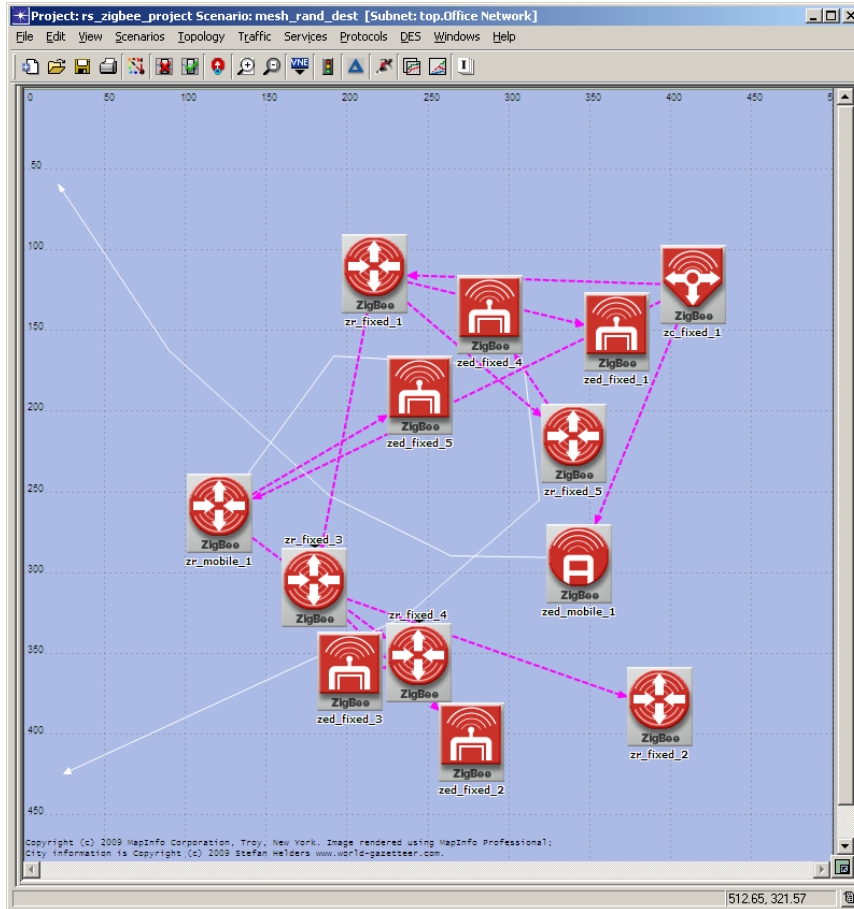 Project: rs_zigbee_project Scenario: mesh_rand_dest [Subnet: top.Office Network]
File Edit View Scenarios Topology Traffic Services Protocols DES Windows Help
VNE
0 50 100 150 200 250 300 350 400 450 5
50
100
ZigBee
zr_fixed_1
ZigBee
zed_fixed_4
ZigBee
zed_fixed_1
ZigBee
zc_fixed_1
150
200
ZigBee
zed_fixed_5
ZigBee
zr_fixed_5
250
ZigBee
zr_mobile_1
zr_fixed_3
ZigBee
ZigBee
zed_mobile_1
300
zr_fixed_4
ZigBee
350
ZigBee
zed_fixed_3
ZigBee
zr_fixed_2
400
ZigBee
zed_fixed_2
450
Copyright (c) 2009 MapInfo Corporation, Troy, New York. Image rendered using MapInfo Professional;
City information is Copyright (c) 2009 Stefan Helders www.world-gazetteer.com.
512.65, 321.57